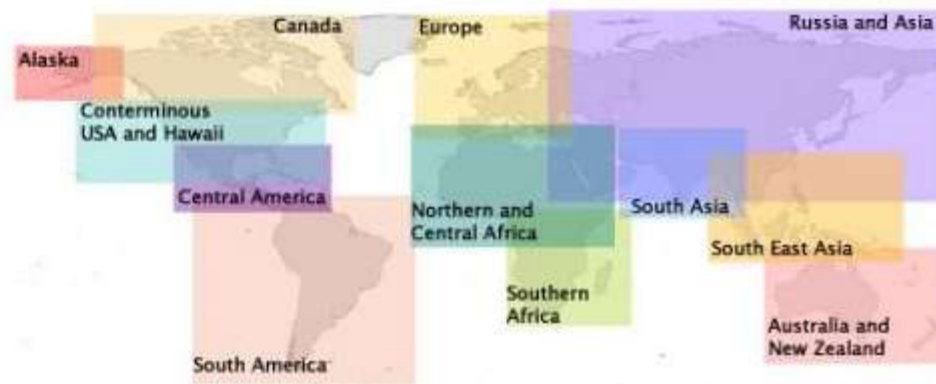 Canada
Europe
Russia and Asia
Alaska
Conterminous
USA and Hawaii
Central America
Northern and
Central Africa
South Asia
South East Asia
Southern
Africa
Australia and
New Zealand
South America